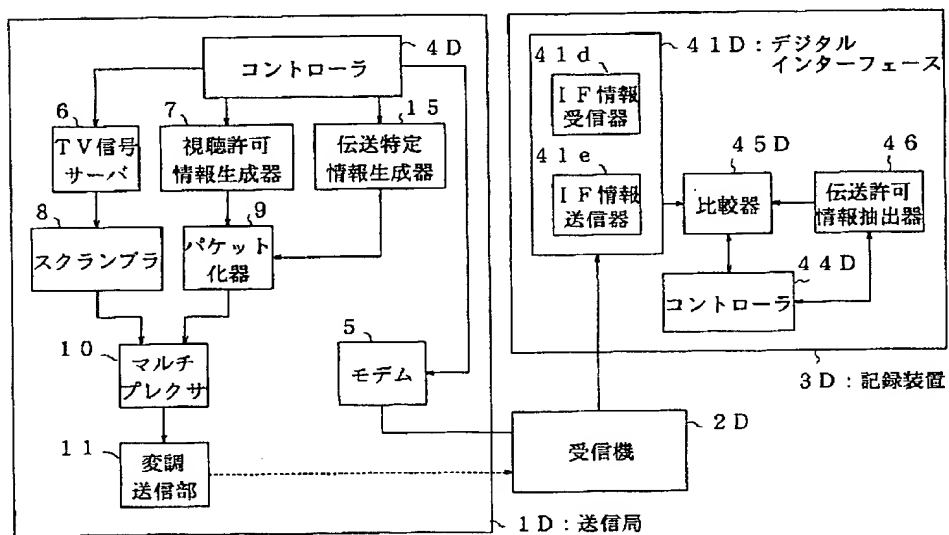 4D
コントローラ
6
TV信号
サーバ
7
視聴許可
情報生成器
15
伝送特定
情報生成器
8
スクランブラ
9
パケット
化器
10
マルチ
プレクサ
5
モデム
11
変調
送信部
1D：送信局
41D：デジタル
インターフェース
41d
IF情報
受信器
41e
IF情報
送信器
45D
比較器
46
伝送許可
情報抽出器
44D
コントローラ
3D：記録装置
2D
受信機